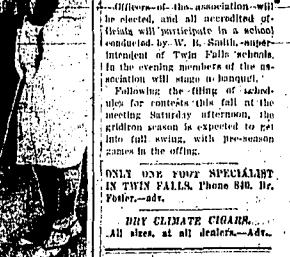 Officers of the association will
be elected, and all accredited of-
ficials will participate in a school
conducted by W. R. Smith, super-
intendent of Twin Falls schools.
In the evening members of the as-
sociation will stage a banquet.
Following the filing of sched-
ules for contests this fall at the
meeting Saturday afternoon, the
gridiron season is expected to get
into full swing, with pre-season
games in the offing.
ONLY ONE FOOT SPECIALIST
IN TWIN FALLS. Phone 840. Dr.
Foster.—adv.
DRY CLIMATE CIGARS.
All sizes, at all dealers.—Adv.